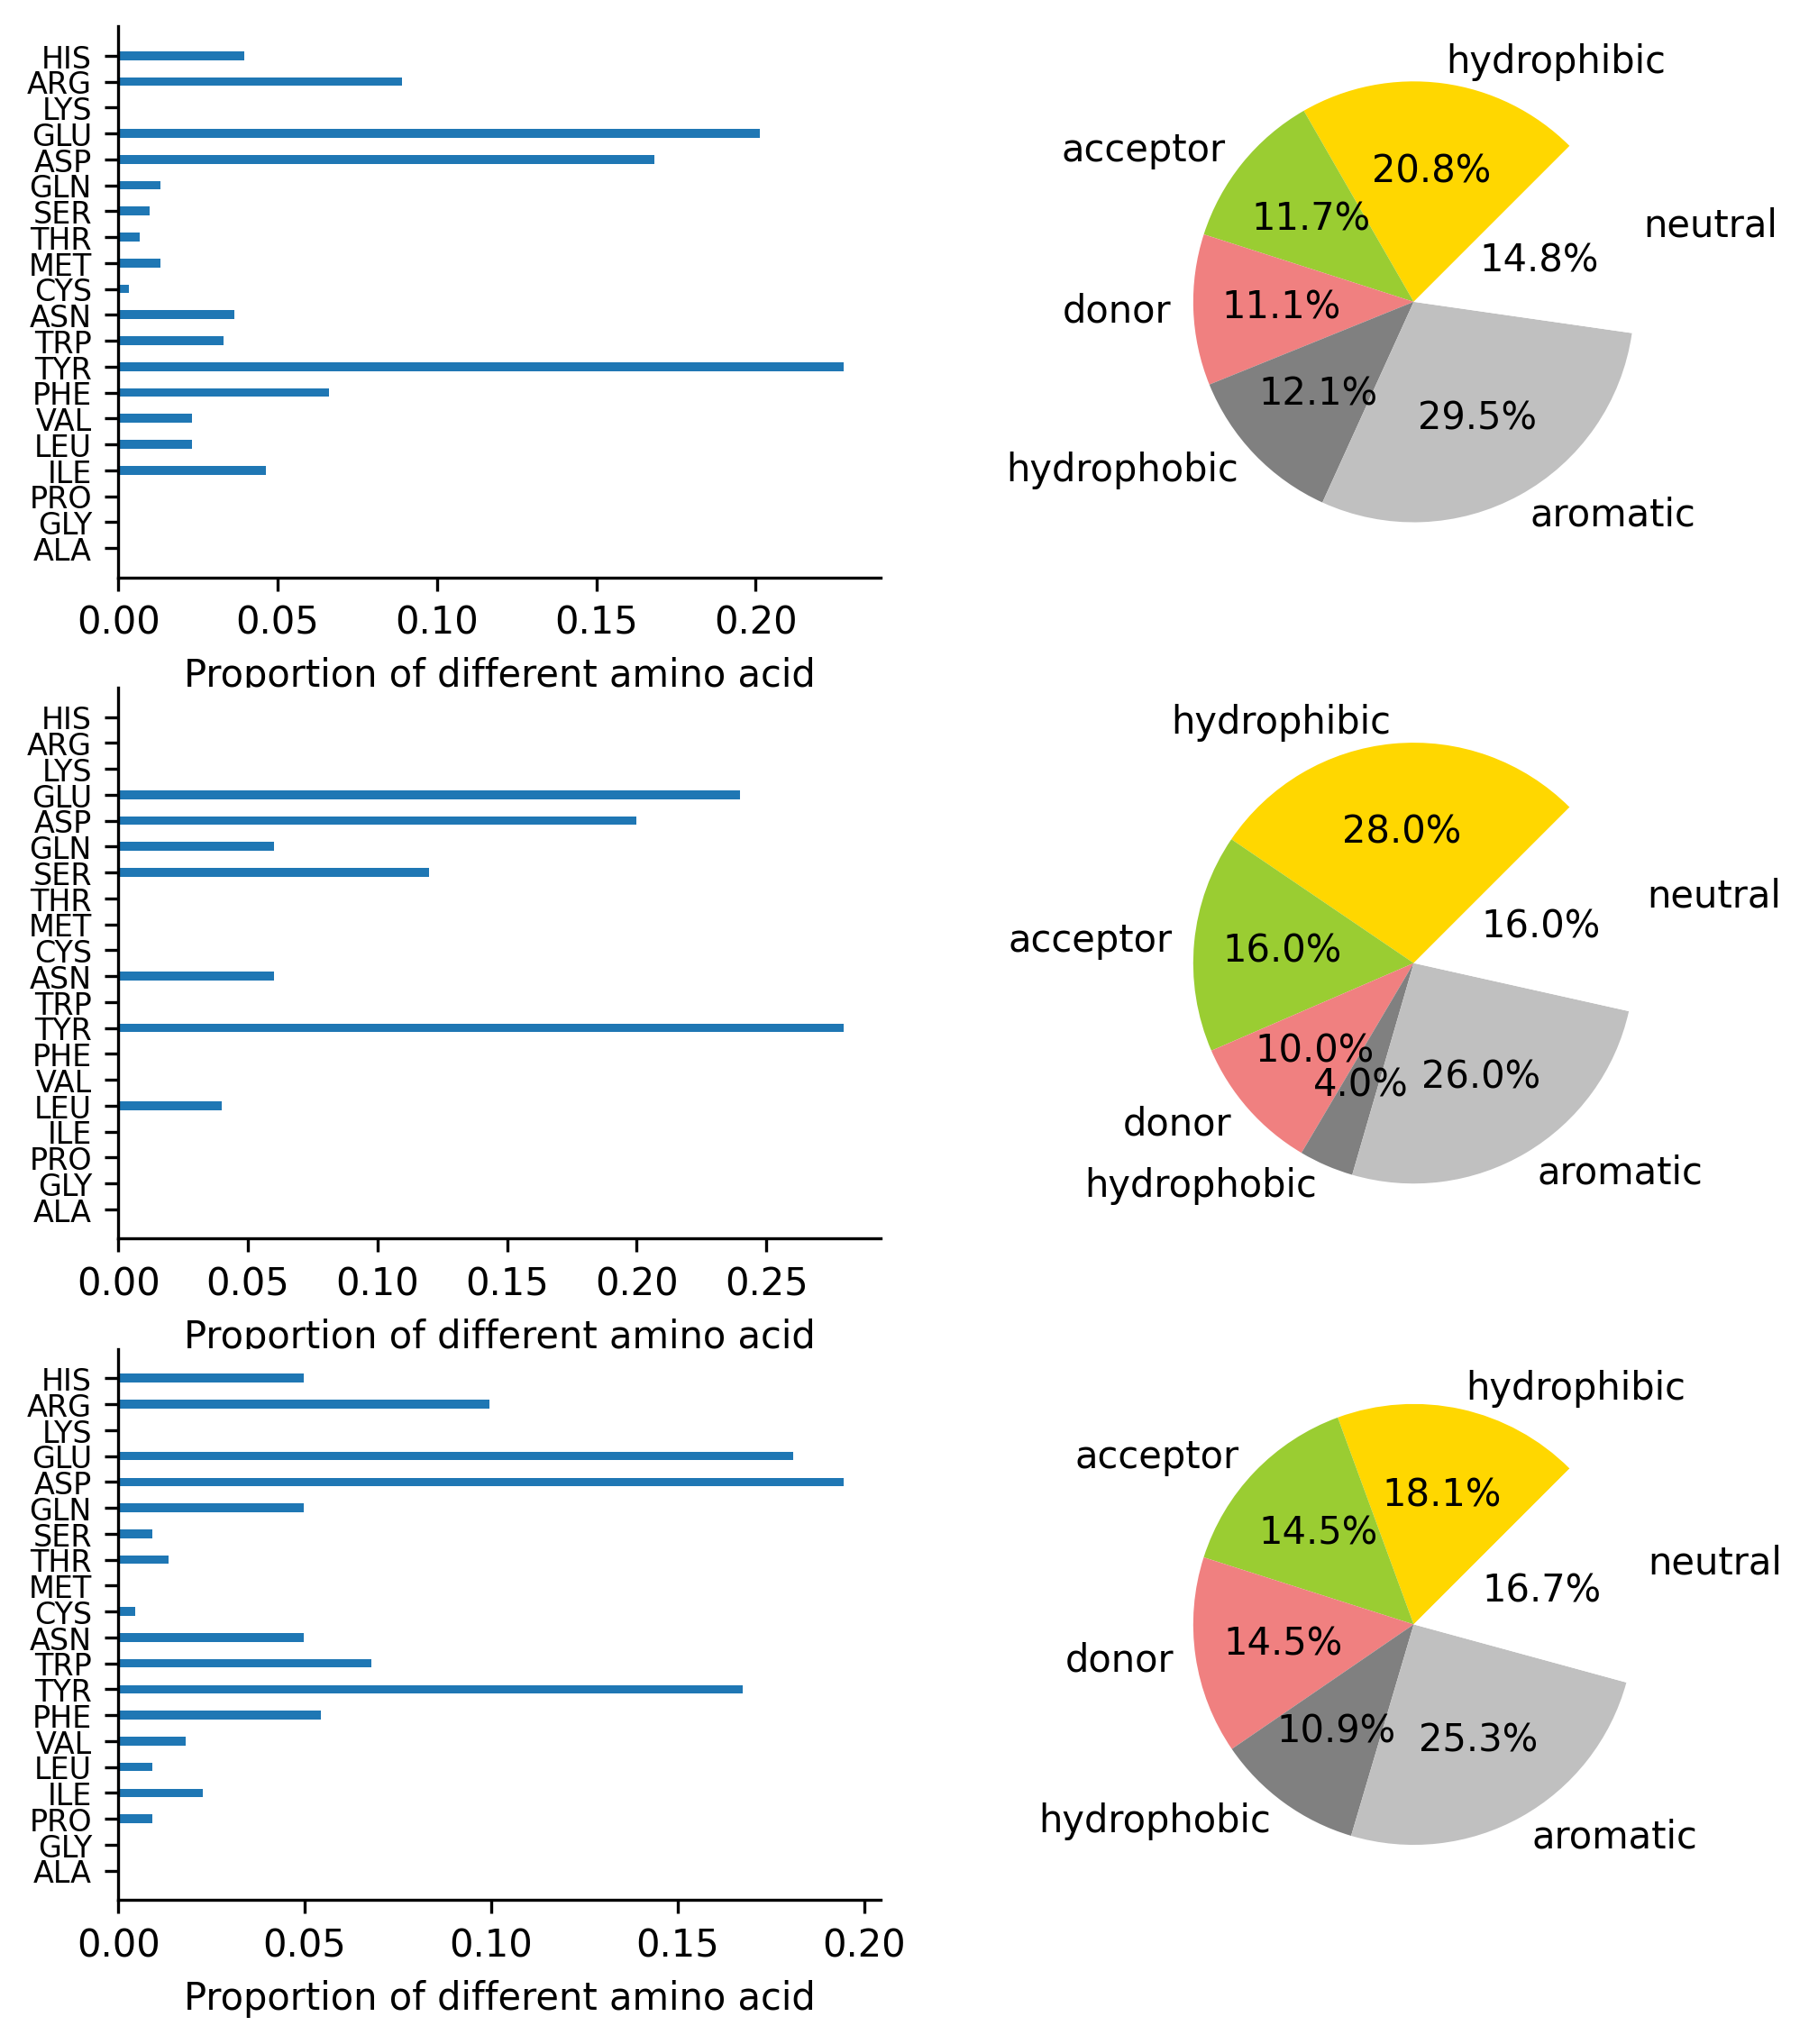 HIS
ARG
LYS
GLU
ASP
GLN
SER
THR
MET
CYS
ASN
TRP
TYR
PHE
VAL
LEU
ILE
PRO
GLY
ALA
0.00 0.05 0.10 0.15 0.20
Proportion of different amino acid
hydrophibic
acceptor
20.8%
neutral
11.7%
14.8%
donor
11.1%
12.1%
29.5%
hydrophobic
aromatic
HIS
ARG
LYS
GLU
ASP
GLN
SER
THR
MET
CYS
ASN
TRP
TYR
PHE
VAL
LEU
ILE
PRO
GLY
ALA
0.00 0.05 0.10 0.15 0.20 0.25
Proportion of different amino acid
hydrophibic
28.0%
neutral
acceptor
16.0%
16.0%
10.0%
4.0%
26.0%
donor
hydrophobic
aromatic
HIS
ARG
LYS
GLU
ASP
GLN
SER
THR
MET
CYS
ASN
TRP
TYR
PHE
VAL
LEU
ILE
PRO
GLY
ALA
0.00 0.05 0.10 0.15 0.20
Proportion of different amino acid
hydrophibic
acceptor
18.1%
14.5%
neutral
16.7%
donor
14.5%
10.9%
25.3%
hydrophobic
aromatic